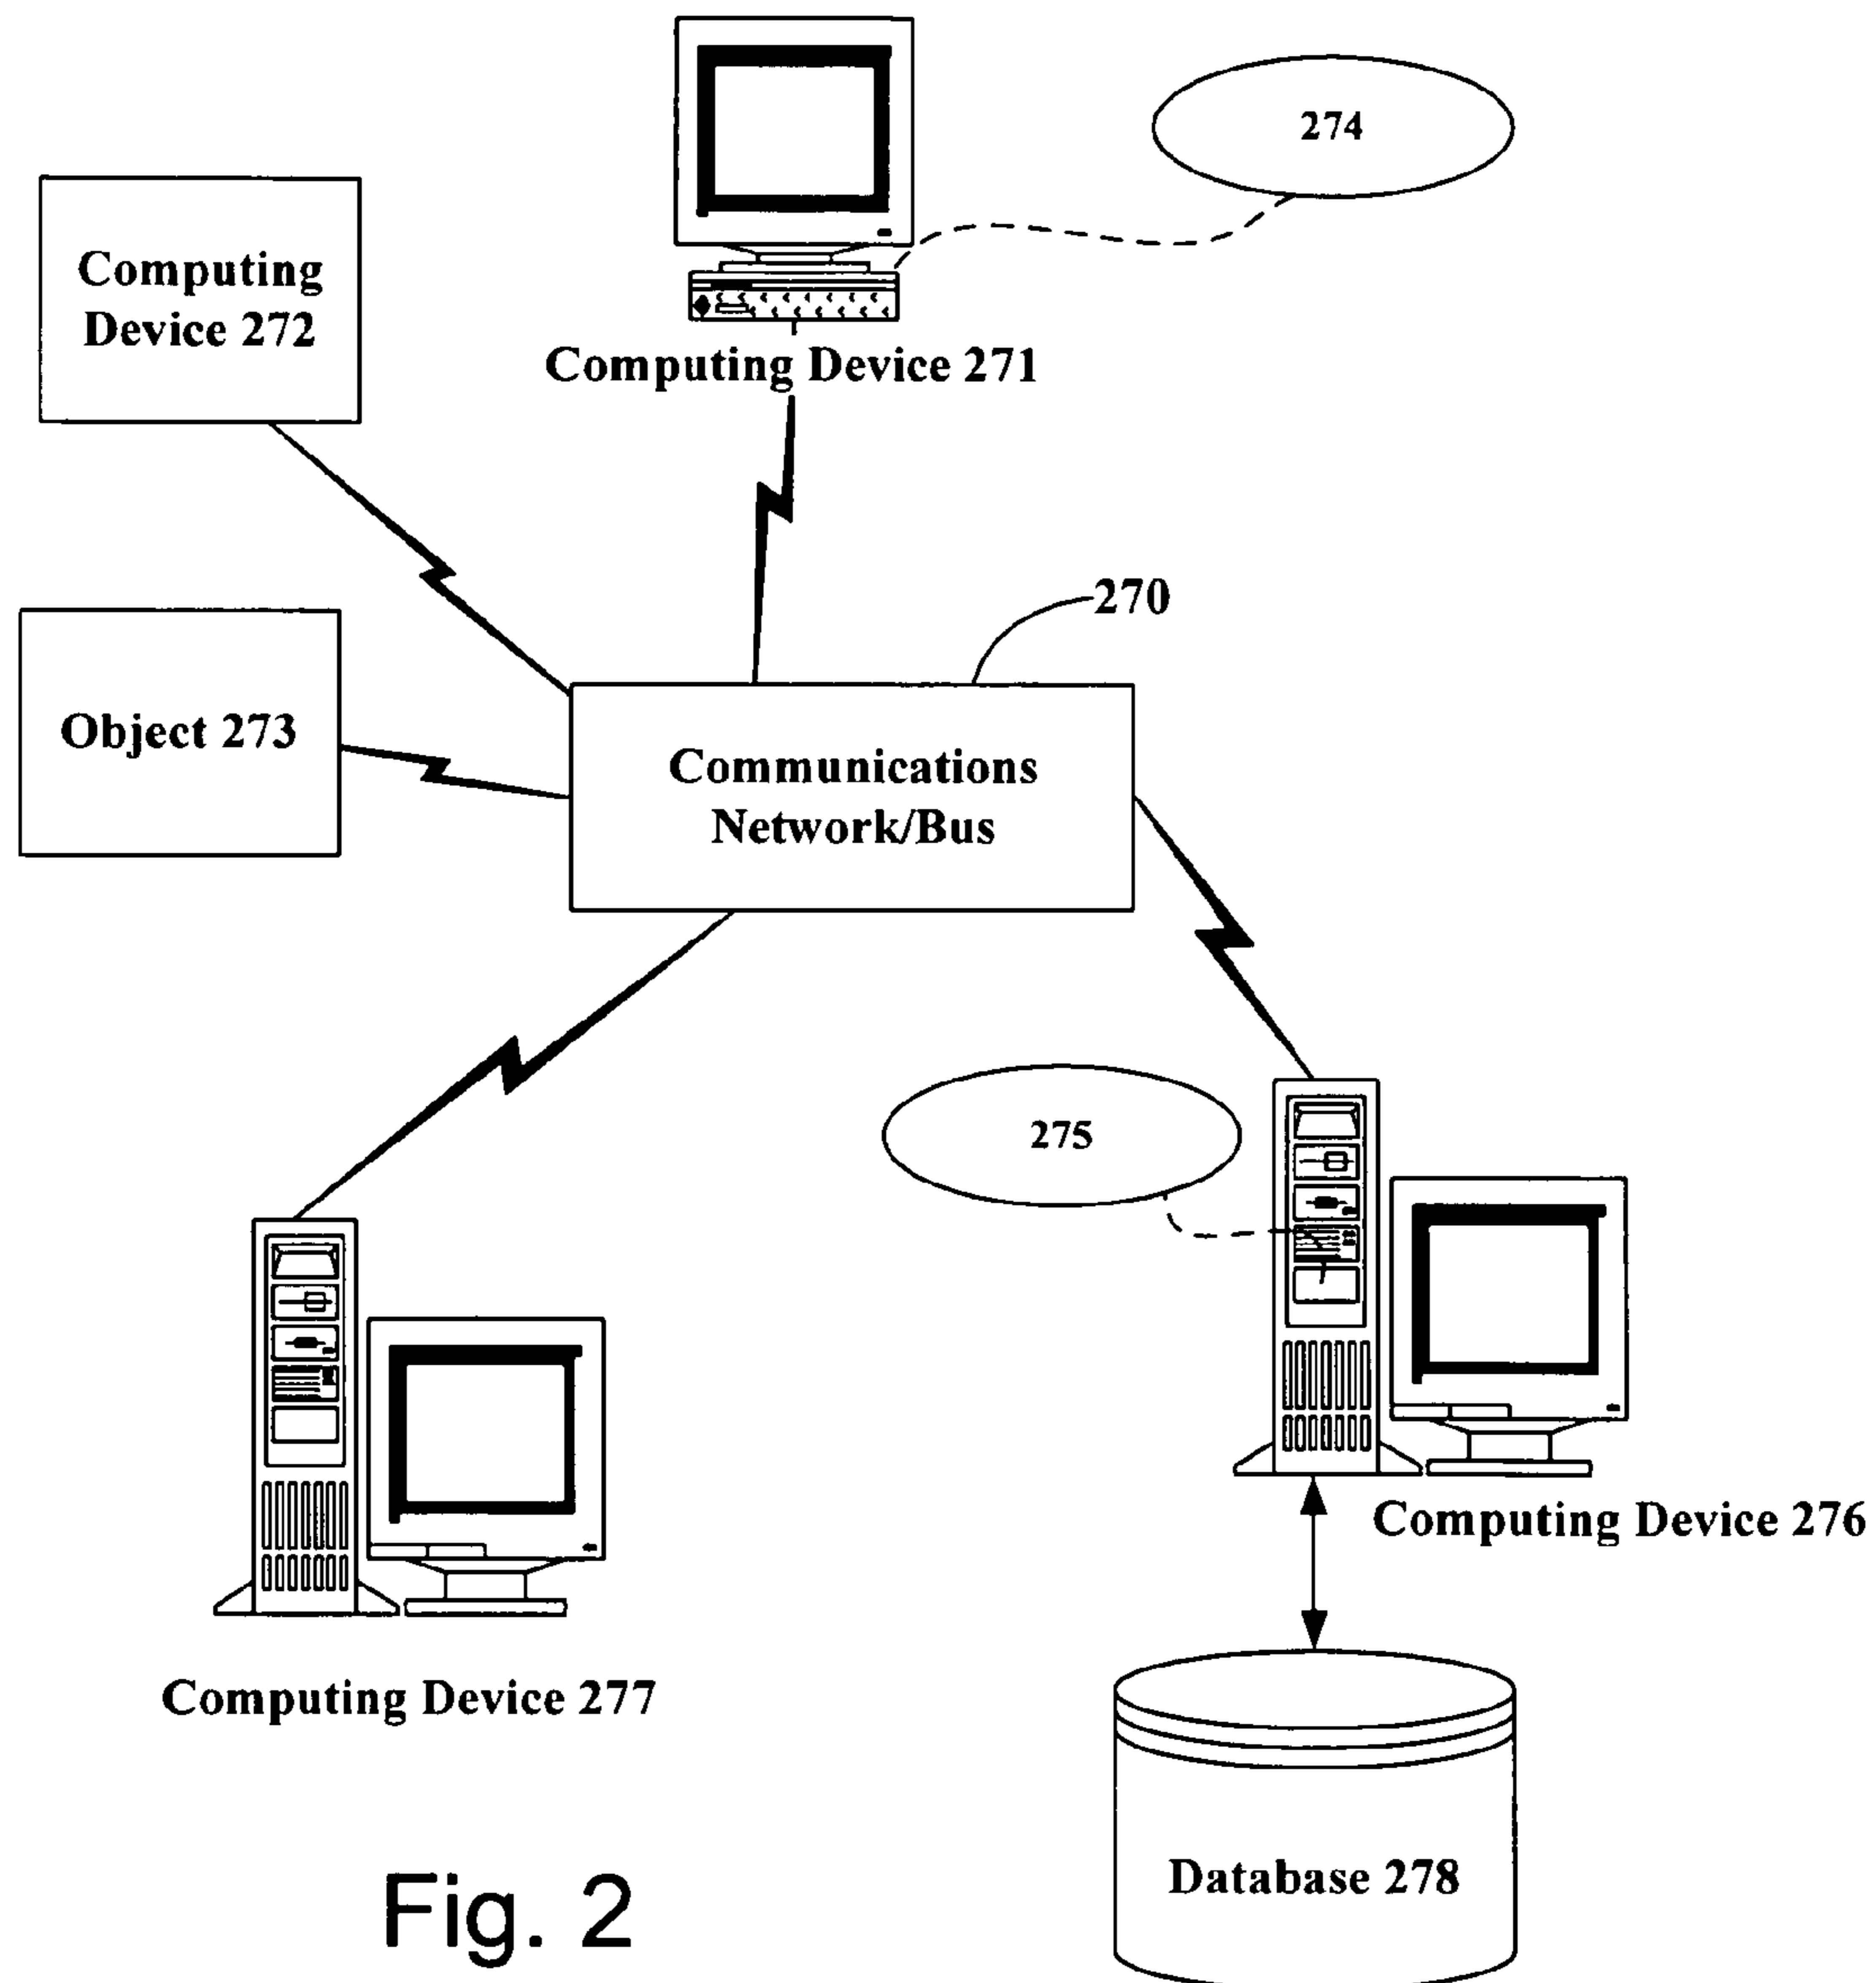 274
Computing
Device 272
Computing Device 271
270
Object 273
Communications
Network/Bus
275
Computing Device 276
Computing Device 277
Database 278
Fig. 2